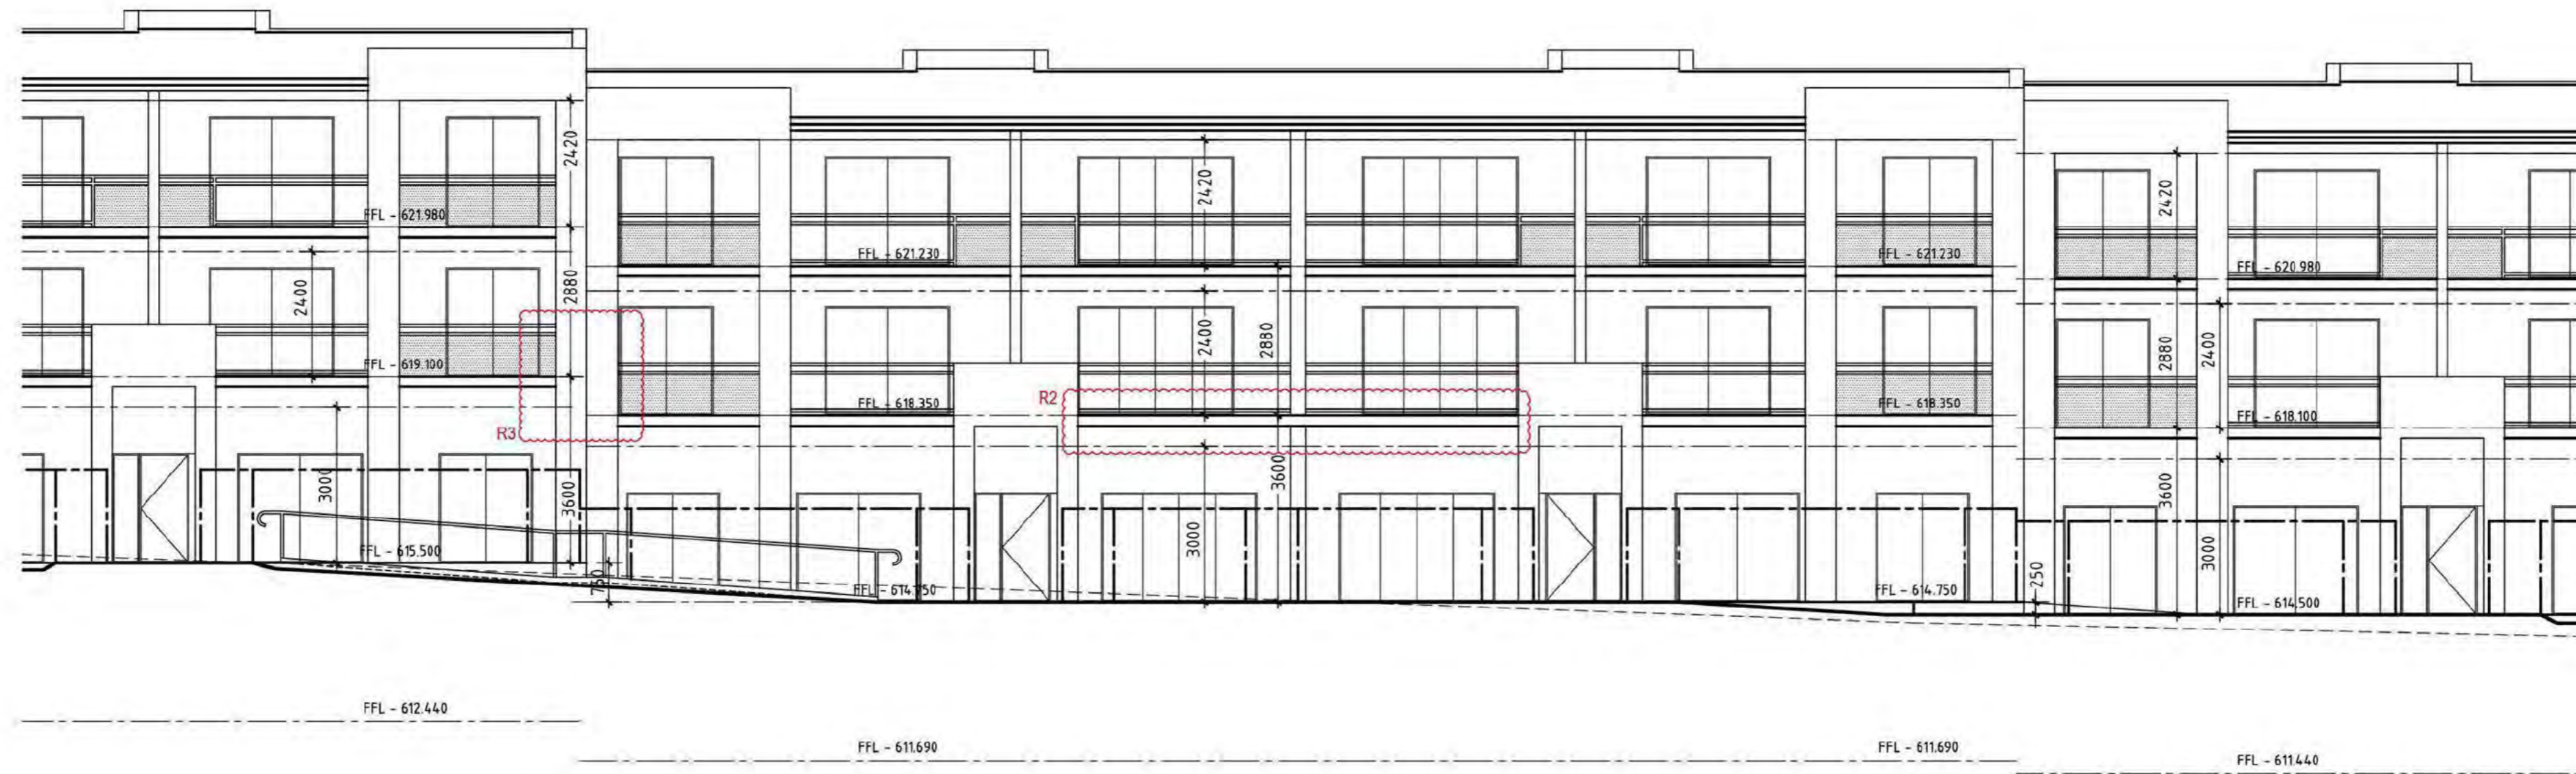 2420
2420
2420
FFL - 621.980
FFL - 621.230
FFL - 621.230
FFL - 620.980
2400
2880
2400
2880
2880
2400
FFL - 619.100
R2
FFL - 618.350
FFL - 618.350
FFL - 618.100
R3
3000
3600
3600
3000
3600
3000
FFL - 615.500
750
FFL - 614.750
FFL - 614.750
250
FFL - 614.500
FFL - 612.440
FFL - 611.690
FFL - 611.690
FFL - 611.440